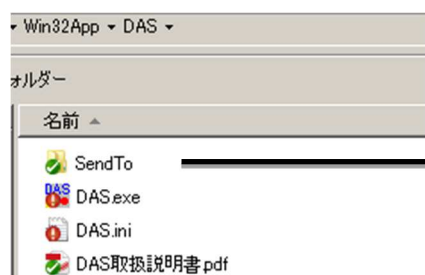 Win32App ▾ DAS ▾
ォルダー
名前
SendTo
DAS.exe
DAS.ini
DAS取扱説明書.pdf